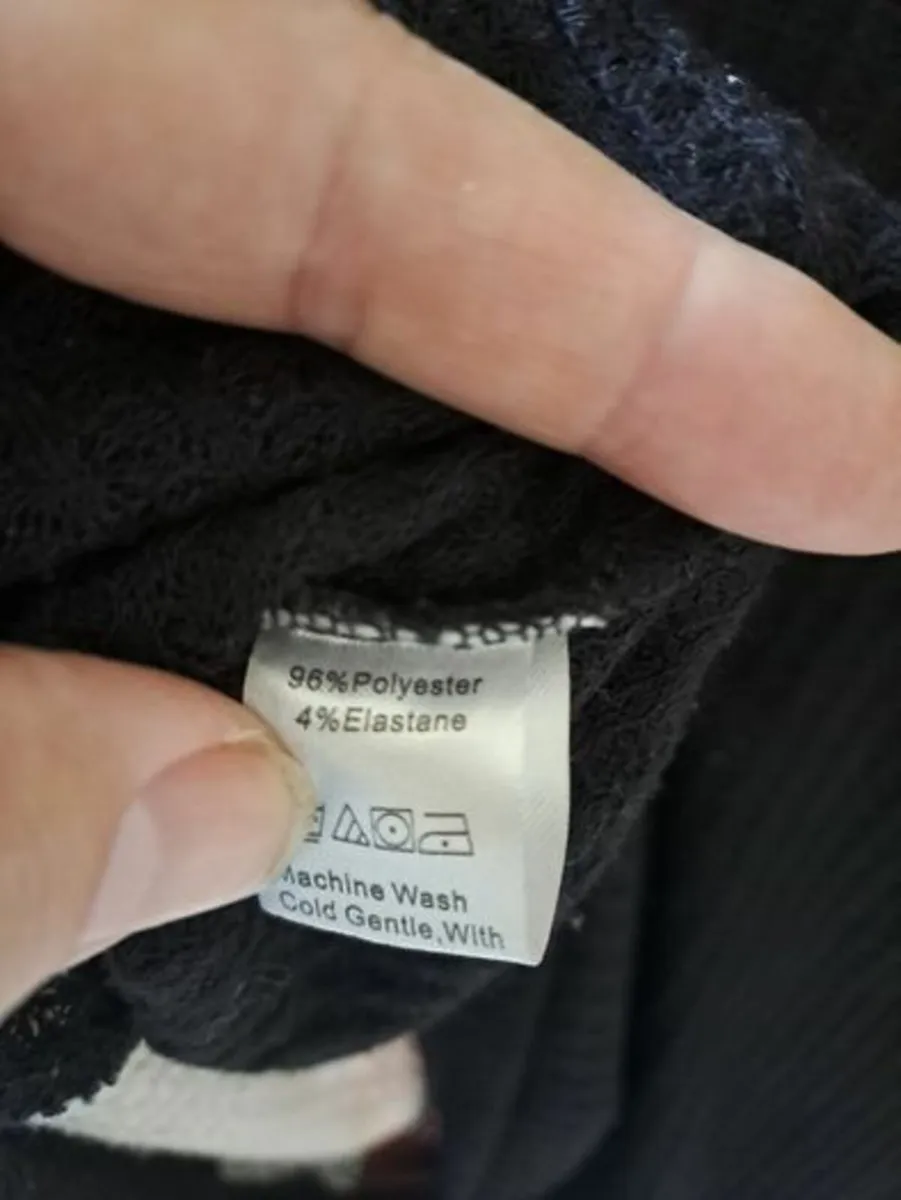 96%Polyester
4%Elastane
Machine Wash
Cold Gentle,With